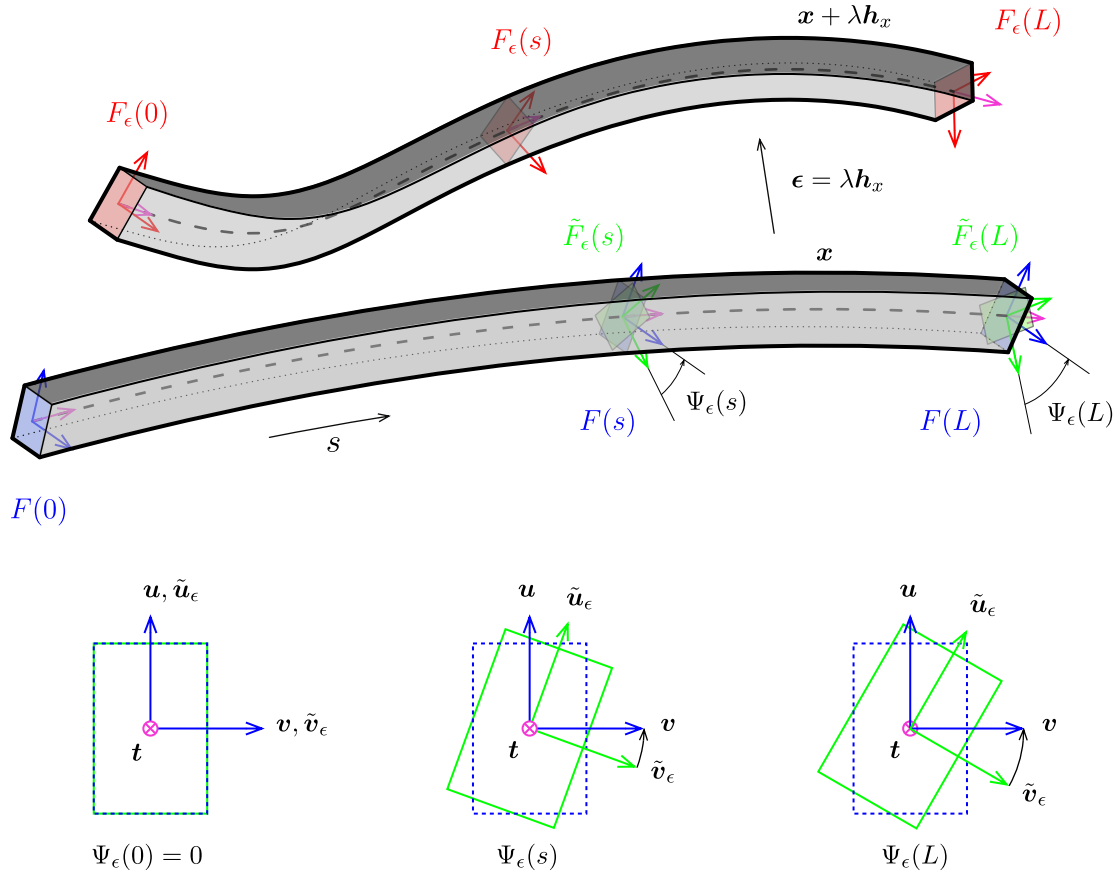 x + λh_x
F_ϵ(L)
F_ϵ(s)
F_ϵ(0)
ϵ = λh_x
F̃_ϵ(s)
F̃_ϵ(L)
x
Ψ_ϵ(s)
Ψ_ϵ(L)
F(s)
F(L)
s
F(0)
u, ũ_ϵ
u
ũ_ϵ
u
ũ_ϵ
v, ṽ_ϵ
v
v
t
t
t
ṽ_ϵ
ṽ_ϵ
Ψ_ϵ(0) = 0
Ψ_ϵ(s)
Ψ_ϵ(L)